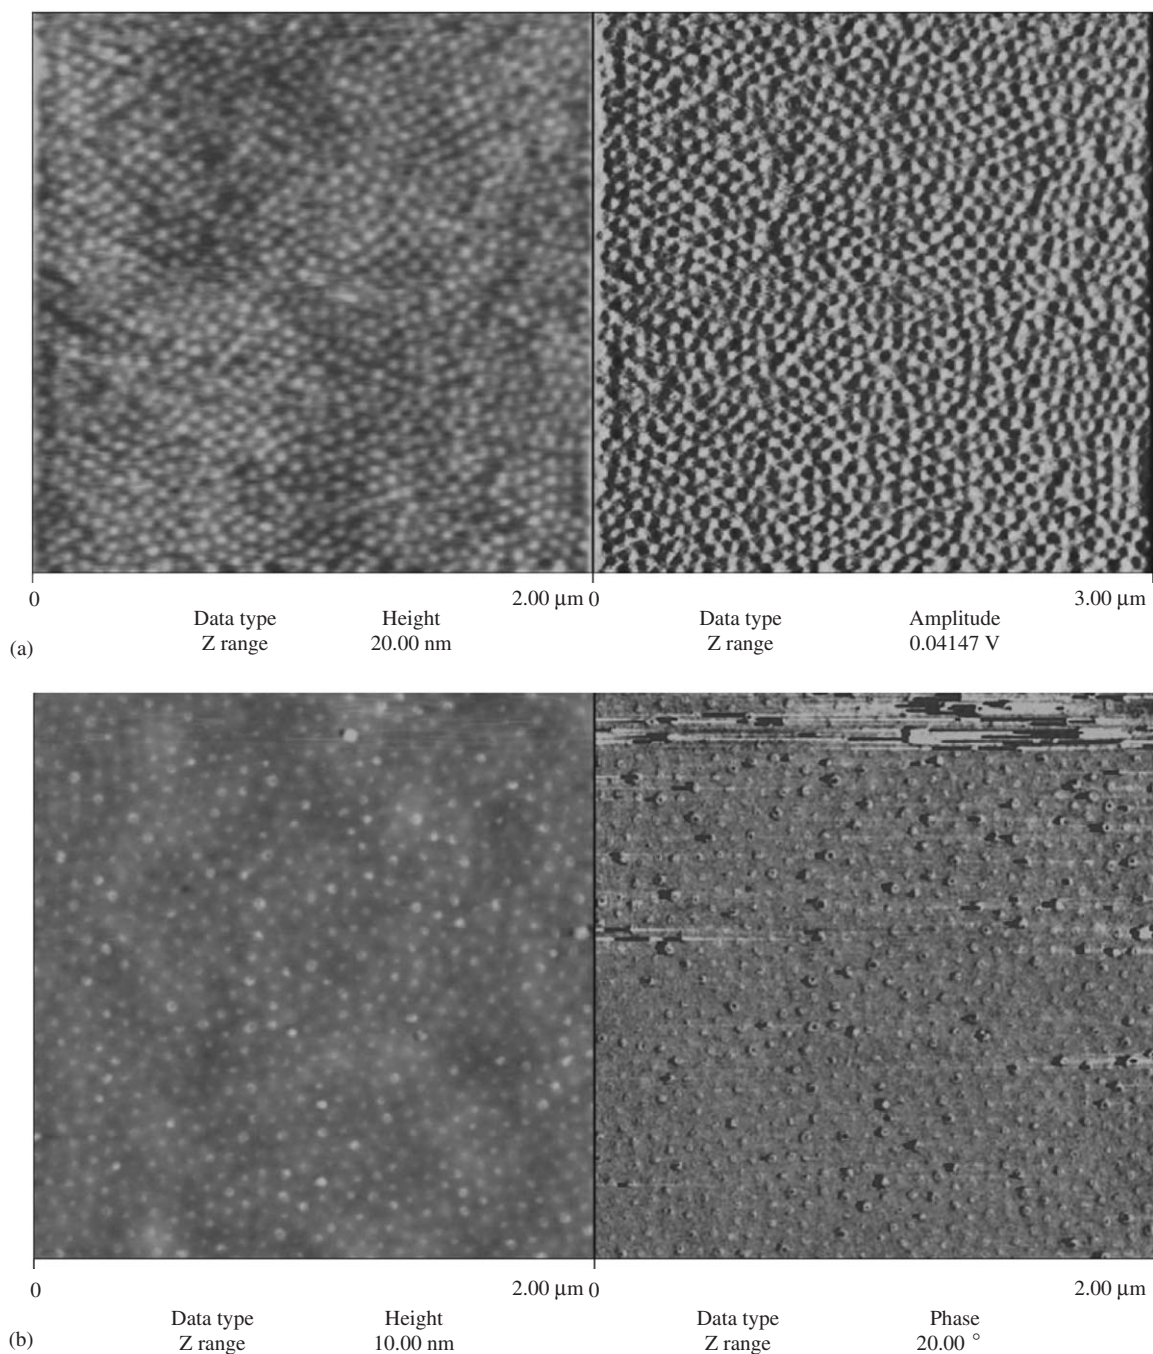 0 2.00 µm 0 3.00 µm
Data type Height Data type Amplitude
Z range 20.00 nm Z range 0.04147 V
(a)
0 2.00 µm 0 2.00 µm
Data type Height Data type Phase
Z range 10.00 nm Z range 20.00 °
(b)